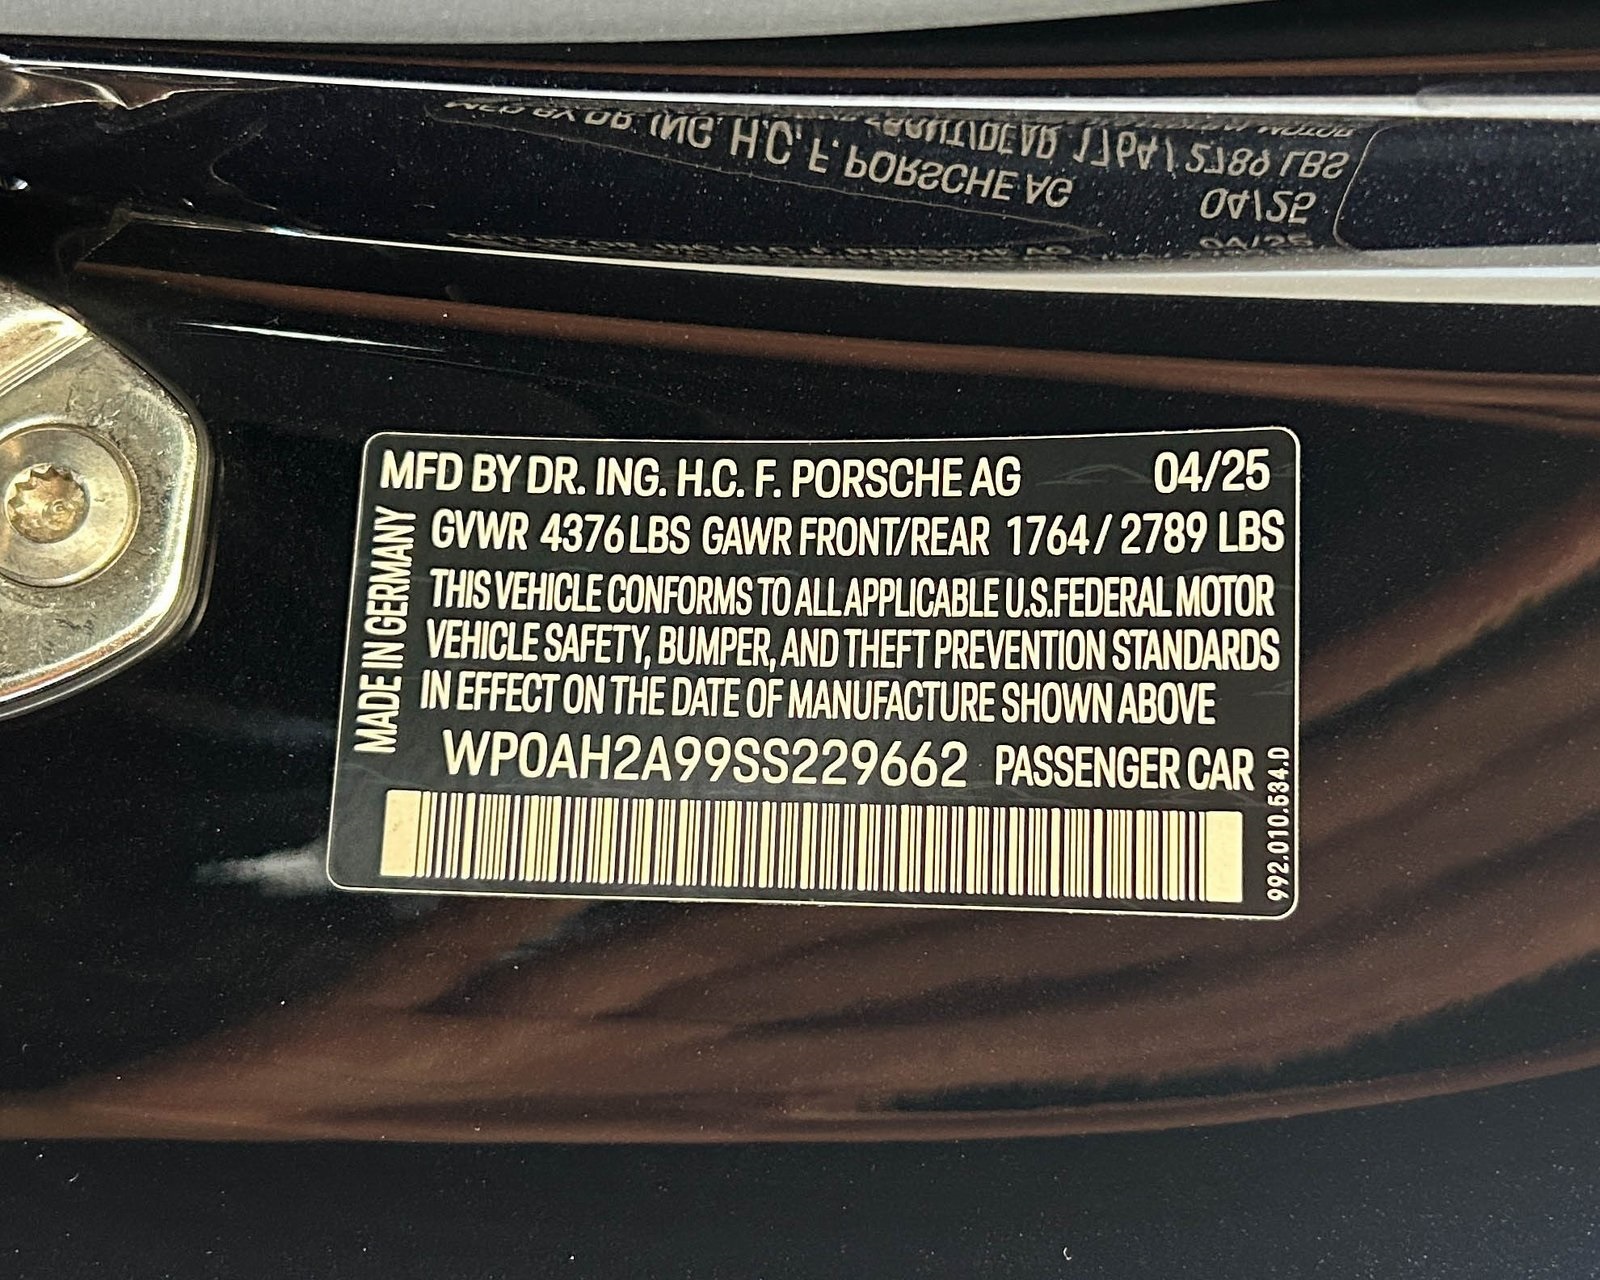 MFD BY DR. ING. H.C. F. PORSCHE AG 04/25
GVWR 4376 LBS GAWR FRONT/REAR 1764 / 2789 LBS
THIS VEHICLE CONFORMS TO ALL APPLICABLE U.S. FEDERAL MOTOR
VEHICLE SAFETY, BUMPER, AND THEFT PREVENTION STANDARDS
IN EFFECT ON THE DATE OF MANUFACTURE SHOWN ABOVE
WP0AH2A99SS229662 PASSENGER CAR
MADE IN GERMANY
992.010.534.0